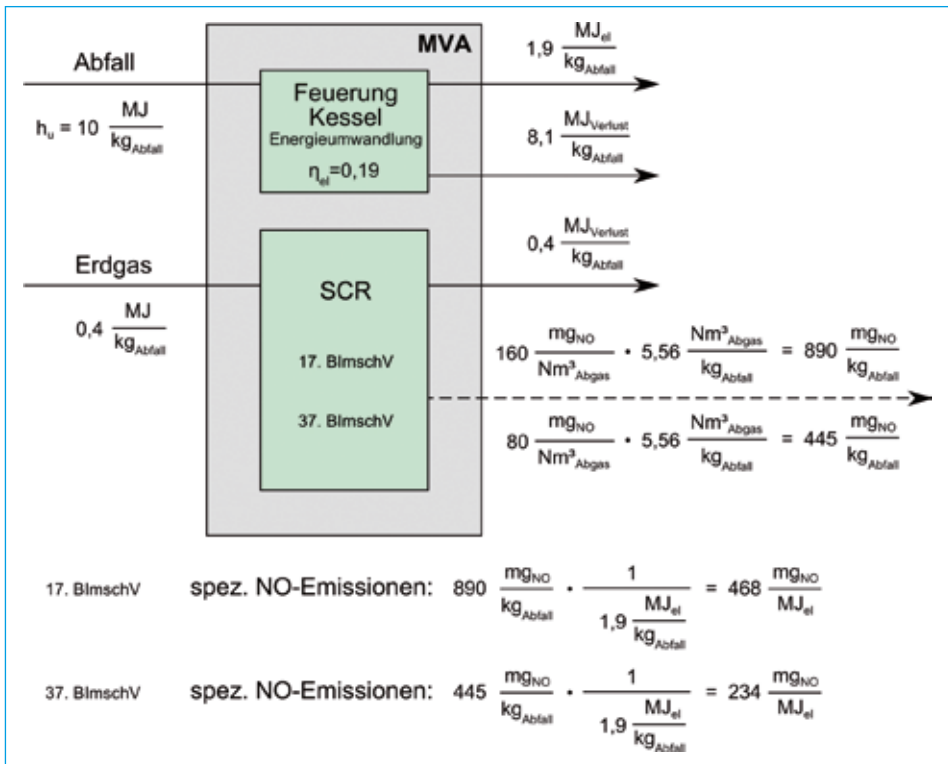 MVA
Abfall
h_u = 10 MJ/kg_Abfall
Feuerung
Kessel
Energieumwandlung
η_el=0,19
1,9 MJ_el/kg_Abfall
8,1 MJ_Verlust/kg_Abfall
Erdgas
0,4 MJ/kg_Abfall
SCR
17. BlmschV
37. BlmschV
0,4 MJ_Verlust/kg_Abfall
160 mg_NO/Nm³_Abgas • 5,56 Nm³_Abgas/kg_Abfall = 890 mg_NO/kg_Abfall
80 mg_NO/Nm³_Abgas • 5,56 Nm³_Abgas/kg_Abfall = 445 mg_NO/kg_Abfall
17. BlmschV spez. NO-Emissionen: 890 mg_NO/kg_Abfall • 1/(1,9 MJ_el/kg_Abfall) = 468 mg_NO/MJ_el
37. BlmschV spez. NO-Emissionen: 445 mg_NO/kg_Abfall • 1/(1,9 MJ_el/kg_Abfall) = 234 mg_NO/MJ_el